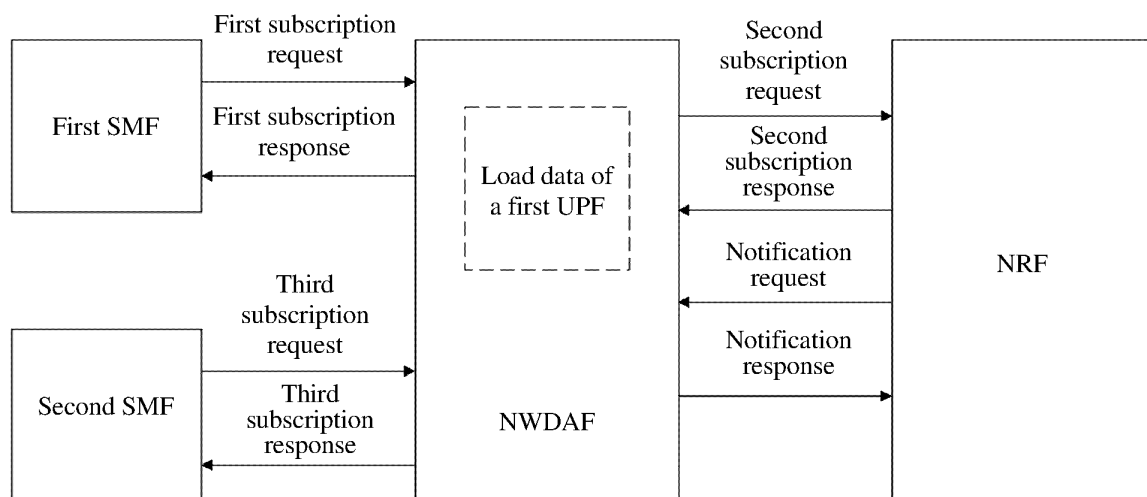 First SMF
First subscription
request
First subscription
response
Second SMF
Third
subscription
request
Third
subscription
response
Load data of
a first UPF
NWDAF
Second
subscription
request
Second
subscription
response
Notification
request
Notification
response
NRF